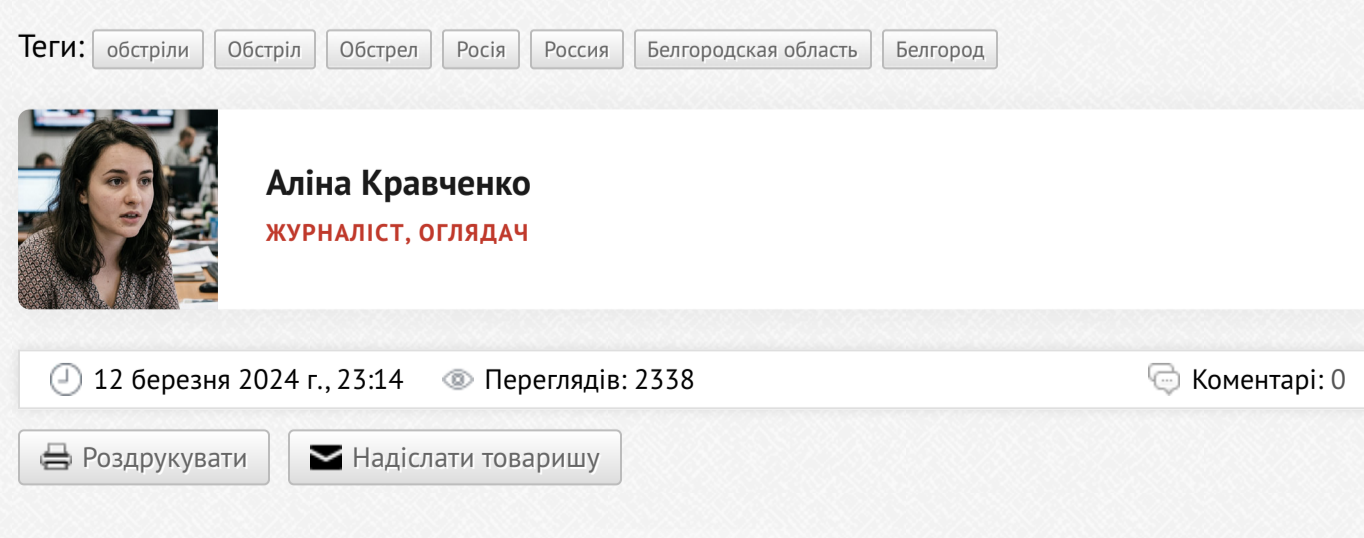 Теги: обстріли Обстріл Обстрел Росія Россия Белгородская область Белгород
Аліна Кравченко
ЖУРНАЛІСТ, ОГЛЯДАЧ
12 березня 2024 г., 23:14 Переглядів: 2338 Коментарі: 0
Роздрукувати Надіслати товаришу